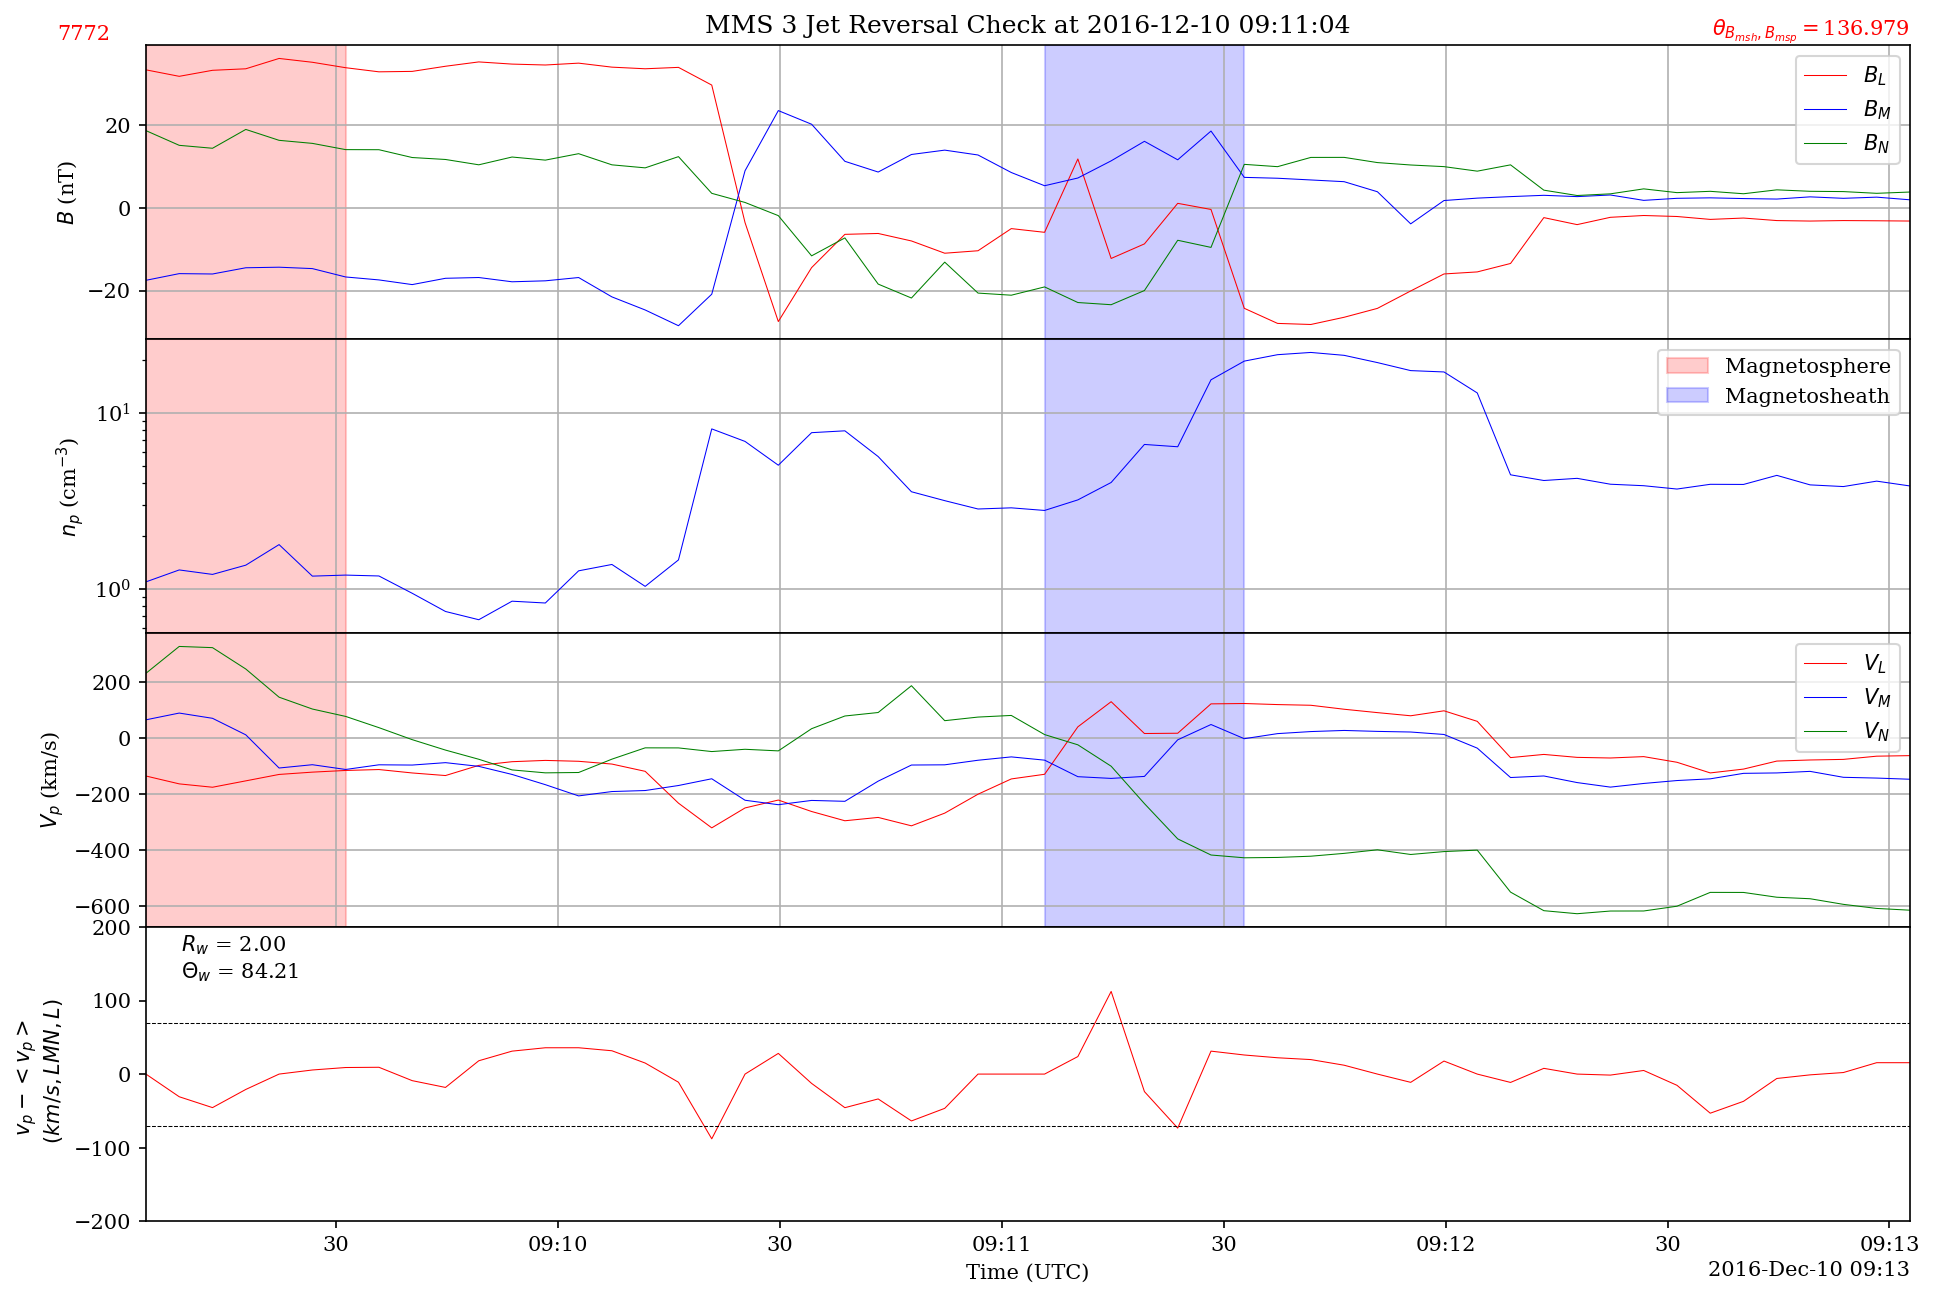 7772
MMS 3 Jet Reversal Check at 2016-12-10 09:11:04
θ_{B_{msh}, B_{msp}} = 136.979
B (nT)
20
0
−20
B_L
B_M
B_N
n_p (cm^{−3})
10^1
10^0
Magnetosphere
Magnetosheath
V_p (km/s)
200
0
−200
−400
−600
V_L
V_M
V_N
v_p − <v_p>
(km/s, LMN, L)
200
100
0
−100
−200
R_w = 2.00
Θ_w = 84.21
30 09:10 30 09:11 30 09:12 30 09:13
Time (UTC)
2016-Dec-10 09:13